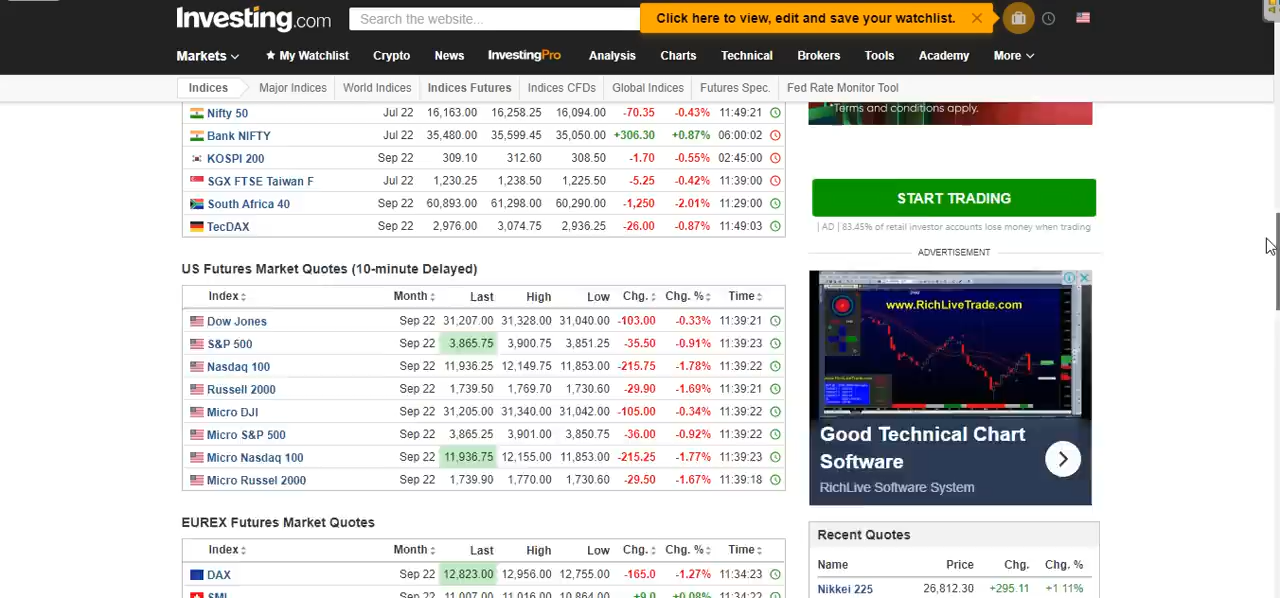 Investing.com Search the website... Click here to view, edit and save your watchlist.
Markets My Watchlist Crypto News InvestingPro Analysis Charts Technical Brokers Tools Academy More
Indices Major Indices World Indices Indices Futures Indices CFDs Global Indices Futures Spec. Fed Rate Monitor Tool
Nifty 50 Jul 22 16,163.00 16,258.25 16,094.00 -70.35 -0.43% 11:49:21
Bank NIFTY Jul 22 35,480.00 35,599.45 35,050.00 +306.30 +0.87% 06:00:02
KOSPI 200 Sep 22 309.10 312.60 308.50 -1.70 -0.55% 02:45:00
SGX FTSE Taiwan F Jul 22 1,230.25 1,238.50 1,225.50 -5.25 -0.42% 11:39:00
South Africa 40 Sep 22 60,893.00 61,298.00 60,290.00 -1,250 -2.01% 11:29:00
TecDAX Sep 22 2,976.00 3,074.75 2,936.25 -26.00 -0.87% 11:49:03
US Futures Market Quotes (10-minute Delayed)
Index Month Last High Low Chg. Chg. % Time
Dow Jones Sep 22 31,207.00 31,328.00 31,040.00 -103.00 -0.33% 11:39:21
S&P 500 Sep 22 3,865.75 3,900.75 3,851.25 -35.50 -0.91% 11:39:23
Nasdaq 100 Sep 22 11,936.25 12,149.75 11,853.00 -215.75 -1.78% 11:39:22
Russell 2000 Sep 22 1,739.50 1,769.70 1,731.00 -29.90 -1.69% 11:39:21
Micro DJI Sep 22 31,205.00 31,340.00 31,042.00 -105.00 -0.34% 11:39:22
Micro S&P 500 Sep 22 3,865.25 3,901.00 3,850.75 -36.00 -0.92% 11:39:22
Micro Nasdaq 100 Sep 22 11,936.75 12,155.00 11,853.00 -215.25 -1.77% 11:39:23
Micro Russel 2000 Sep 22 1,739.90 1,770.00 1,730.60 -29.50 -1.67% 11:39:18
EUREX Futures Market Quotes
Index Month Last High Low Chg. Chg. % Time
DAX Sep 22 12,823.00 12,956.00 12,755.00 -165.0 -1.27% 11:34:23
SMI Sep 22 11,007.00 11,016.00 10,864.00 +9.0 +0.08% 11:34:22
*Terms and conditions apply.
START TRADING
| AD | 83.45% of retail investor accounts lose money when trading
ADVERTISEMENT
www.RichLiveTrade.com
Good Technical Chart
Software
RichLive Software System
Recent Quotes
Name Price Chg. Chg. %
Nikkei 225 26,812.30 +295.11 +1.11%